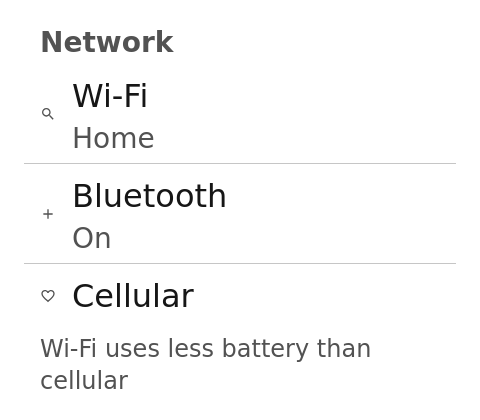 Network
Wi-Fi
Home
Bluetooth
On
Cellular
Wi-Fi uses less battery than
cellular